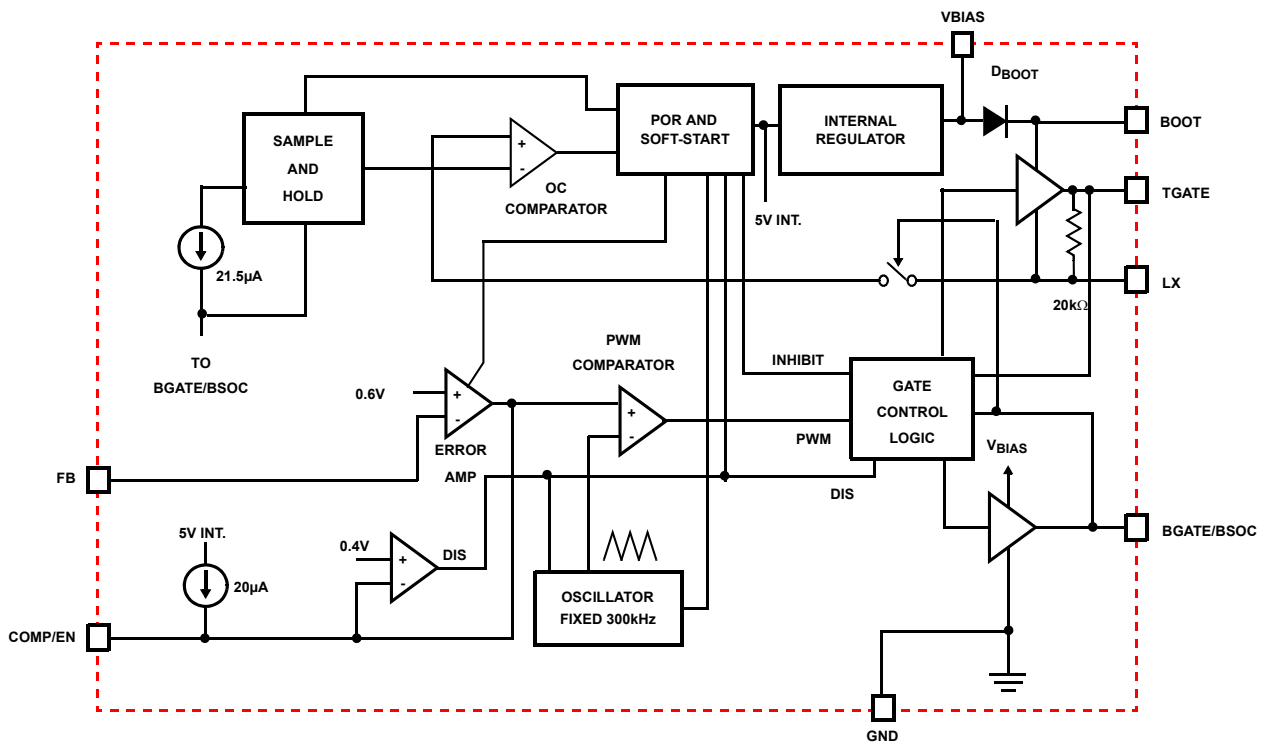 VBIAS
DBOOT
BOOT
POR AND
SOFT-START
INTERNAL
REGULATOR
SAMPLE
AND
HOLD
+
-
OC
COMPARATOR
TGATE
5V INT.
21.5µA
LX
20kΩ
TO
BGATE/BSOC
PWM
COMPARATOR
INHIBIT
GATE
CONTROL
LOGIC
0.6V
+
-
+
-
ERROR
AMP
PWM
VBIAS
FB
DIS
5V INT.
0.4V
+
-
DIS
BGATE/BSOC
20µA
OSCILLATOR
FIXED 300kHz
COMP/EN
GND